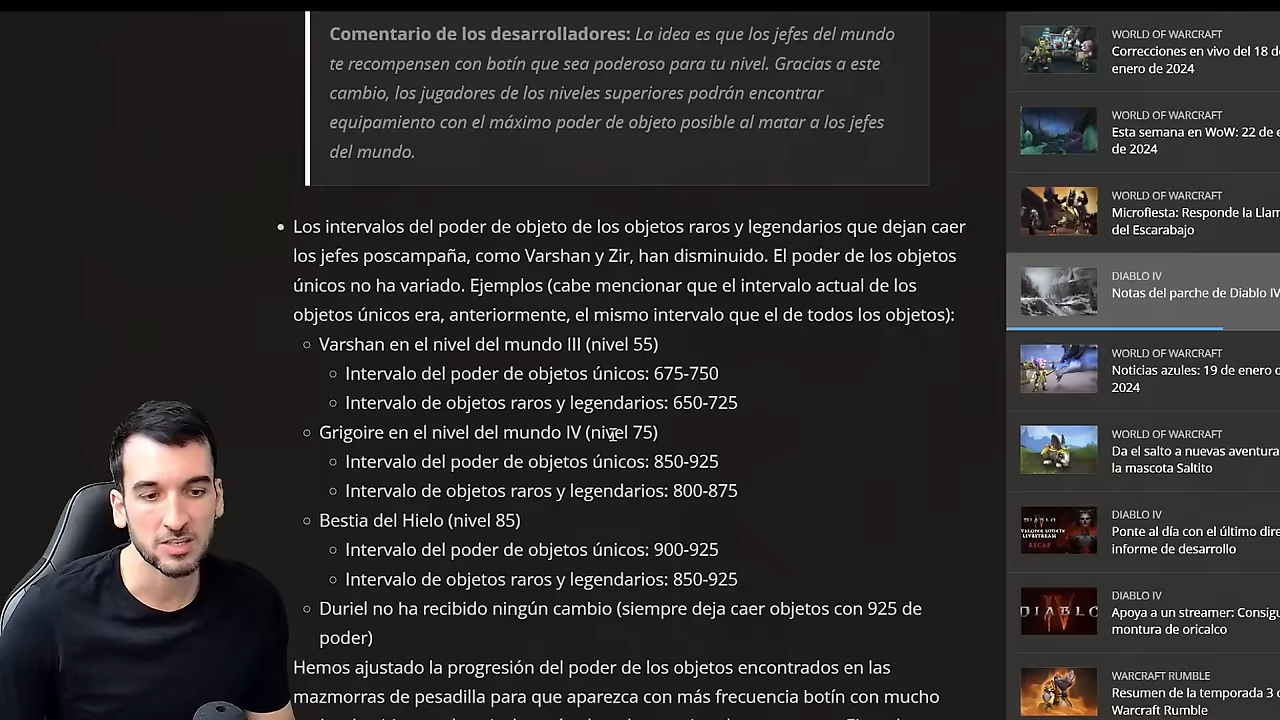 Comentario de los desarrolladores: La idea es que los jefes del mundo
te recompensen con botín que sea poderoso para tu nivel. Gracias a este
cambio, los jugadores de los niveles superiores podrán encontrar
equipamiento con el máximo poder de objeto posible al matar a los jefes
del mundo.
Los intervalos del poder de objeto de los objetos raros y legendarios que dejan caer
los jefes poscampaña, como Varshan y Zir, han disminuido. El poder de los objetos
únicos no ha variado. Ejemplos (cabe mencionar que el intervalo actual de los
objetos únicos era, anteriormente, el mismo intervalo que el de todos los objetos):
Varshan en el nivel del mundo III (nivel 55)
Intervalo del poder de objetos únicos: 675-750
Intervalo de objetos raros y legendarios: 650-725
Grigoire en el nivel del mundo IV (nivel 75)
Intervalo del poder de objetos únicos: 850-925
Intervalo de objetos raros y legendarios: 800-875
Bestia del Hielo (nivel 85)
Intervalo del poder de objetos únicos: 900-925
Intervalo de objetos raros y legendarios: 850-925
Duriel no ha recibido ningún cambio (siempre deja caer objetos con 925 de
poder)
Hemos ajustado la progresión del poder de los objetos encontrados en las
mazmorras de pesadilla para que aparezca con más frecuencia botín con mucho
WORLD OF WARCRAFT
Correcciones en vivo del 18 de
enero de 2024
WORLD OF WARCRAFT
Esta semana en WoW: 22 de e
de 2024
WORLD OF WARCRAFT
Microfiesta: Responde la Llam
del Escarabajo
DIABLO IV
Notas del parche de Diablo IV
WORLD OF WARCRAFT
Noticias azules: 19 de enero d
2024
WORLD OF WARCRAFT
Da el salto a nuevas aventura
la mascota Saltito
DIABLO IV
Ponte al día con el último dire
informe de desarrollo
DIABLO IV
Apoya a un streamer: Consigu
montura de oricalco
WARCRAFT RUMBLE
Resumen de la temporada 3 d
Warcraft Rumble